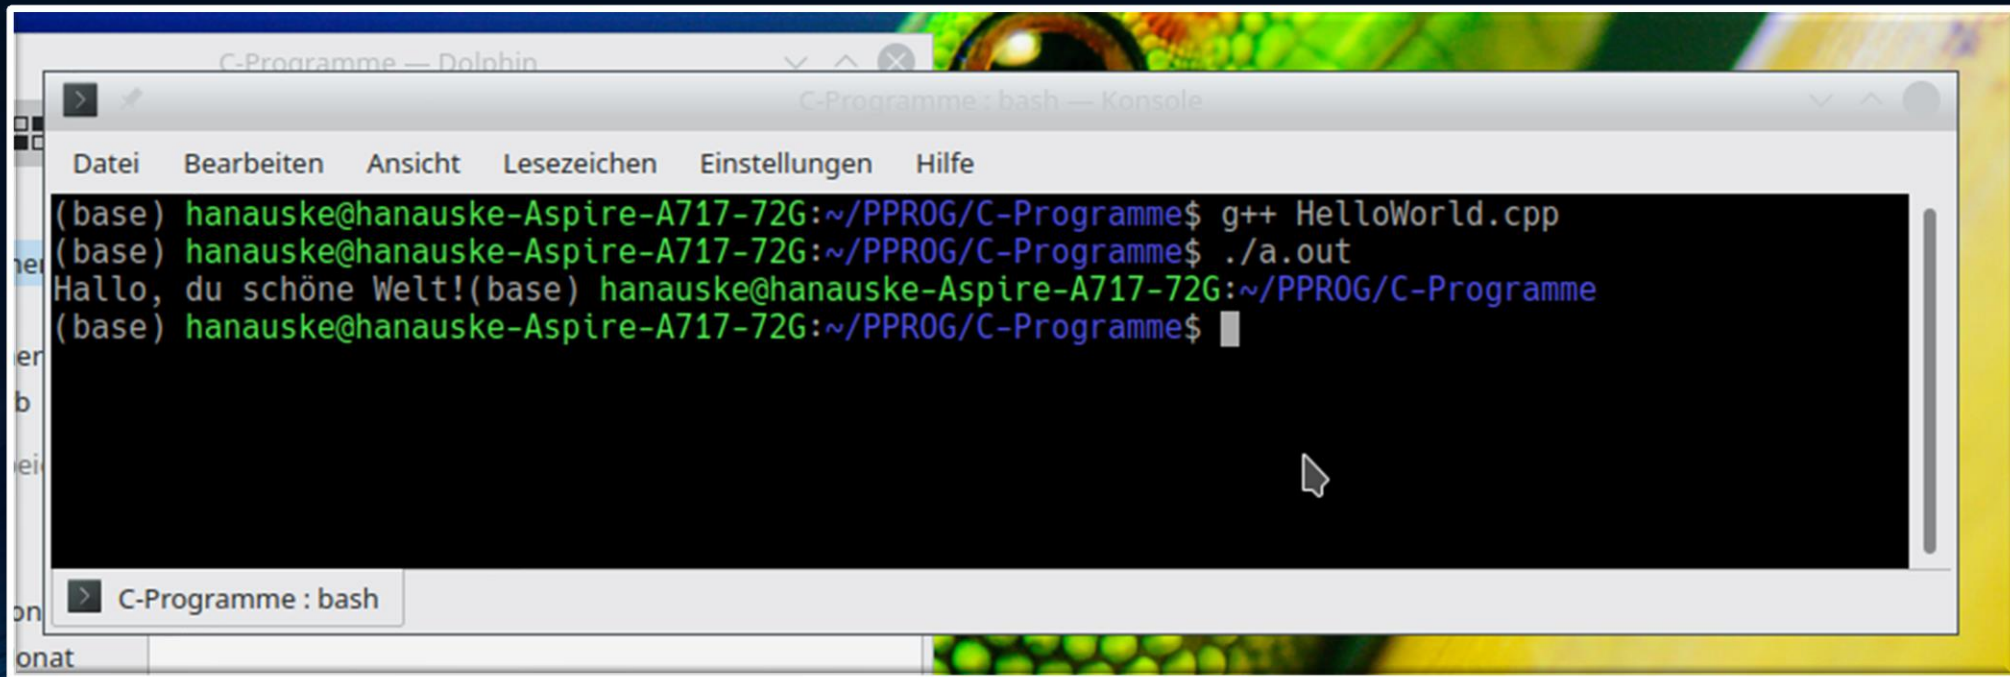 C-Programme — Dolphin
C-Programme : bash — Konsole
Datei Bearbeiten Ansicht Lesezeichen Einstellungen Hilfe
(base) hanauske@hanauske-Aspire-A717-72G:~/PPROG/C-Programme$ g++ HelloWorld.cpp
(base) hanauske@hanauske-Aspire-A717-72G:~/PPROG/C-Programme$ ./a.out
Hallo, du schöne Welt!(base) hanauske@hanauske-Aspire-A717-72G:~/PPROG/C-Programme
(base) hanauske@hanauske-Aspire-A717-72G:~/PPROG/C-Programme$
C-Programme : bash
onat